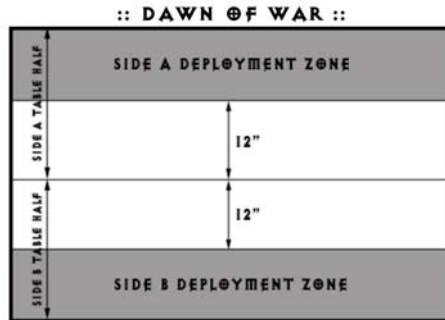 :: DAWN OF WAR ::
SIDE A DEPLOYMENT ZONE
SIDE A TABLE HALF
12"
12"
SIDE B TABLE HALF
SIDE B DEPLOYMENT ZONE